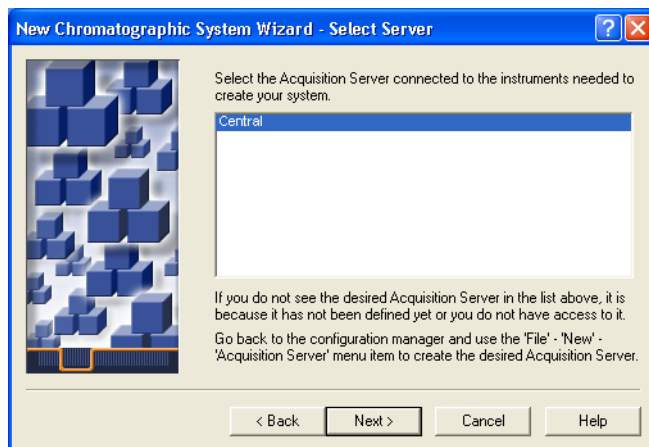 New Chromatographic System Wizard - Select Server
Select the Acquisition Server connected to the instruments needed to
create your system.
Central
If you do not see the desired Acquisition Server in the list above, it is
because it has not been defined yet or you do not have access to it.
Go back to the configuration manager and use the 'File' - 'New' -
'Acquisition Server' menu item to create the desired Acquisition Server.
< Back Next > Cancel Help